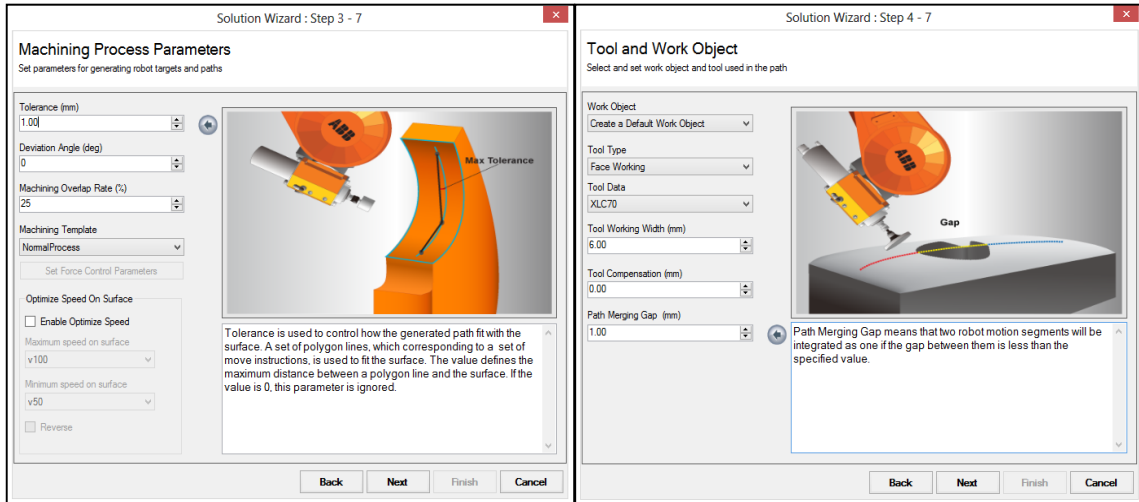 Solution Wizard : Step 3 - 7
Machining Process Parameters
Set parameters for generating robot targets and paths
Tolerance (mm)
1.00
Deviation Angle (deg)
0
Machining Overlap Rate (%)
25
Machining Template
NormalProcess
Set Force Control Parameters
Optimize Speed On Surface
Enable Optimize Speed
Maximum speed on surface
v100
Minimum speed on surface
v50
Reverse
ABB
Max Tolerance
Tolerance is used to control how the generated path fit with the
surface. A set of polygon lines, which corresponding to a set of
move instructions, is used to fit the surface. The value defines the
maximum distance between a polygon line and the surface. If the
value is 0, this parameter is ignored.
Back Next Finish Cancel
Solution Wizard : Step 4 - 7
Tool and Work Object
Select and set work object and tool used in the path
Work Object
Create a Default Work Object
Tool Type
Face Working
Tool Data
XLC70
Tool Working Width (mm)
6.00
Tool Compensation (mm)
0.00
Path Merging Gap (mm)
1.00
ABB
Gap
Path Merging Gap means that two robot motion segments will be
integrated as one if the gap between them is less than the
specified value.
Back Next Finish Cancel